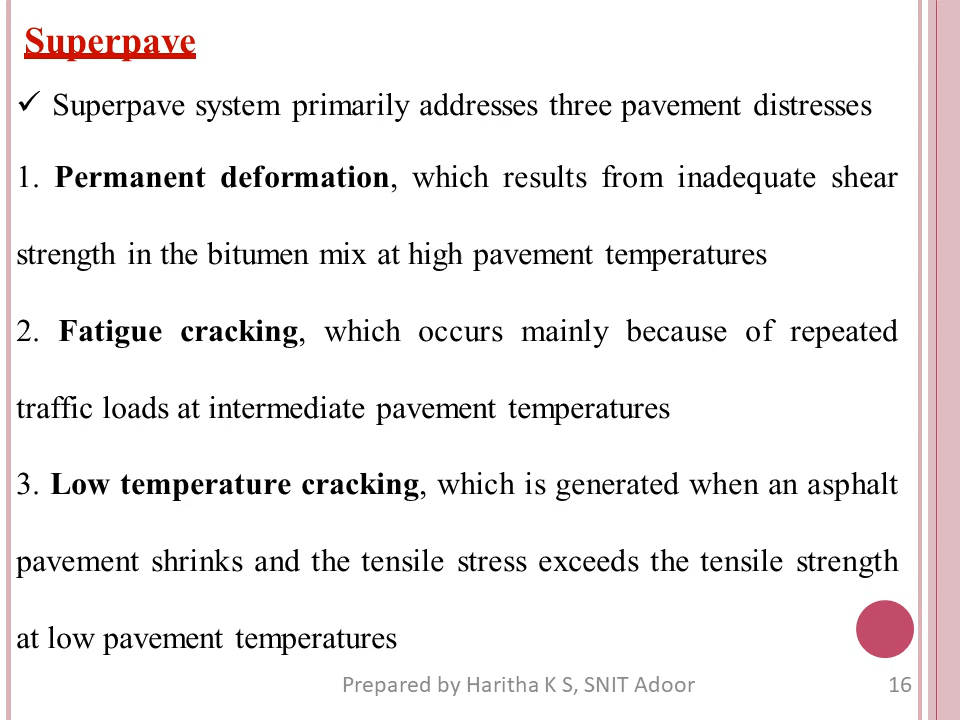 Superpave
✓ Superpave system primarily addresses three pavement distresses
1. Permanent deformation, which results from inadequate shear
strength in the bitumen mix at high pavement temperatures
2. Fatigue cracking, which occurs mainly because of repeated
traffic loads at intermediate pavement temperatures
3. Low temperature cracking, which is generated when an asphalt
pavement shrinks and the tensile stress exceeds the tensile strength
at low pavement temperatures
Prepared by Haritha K S, SNIT Adoor 16